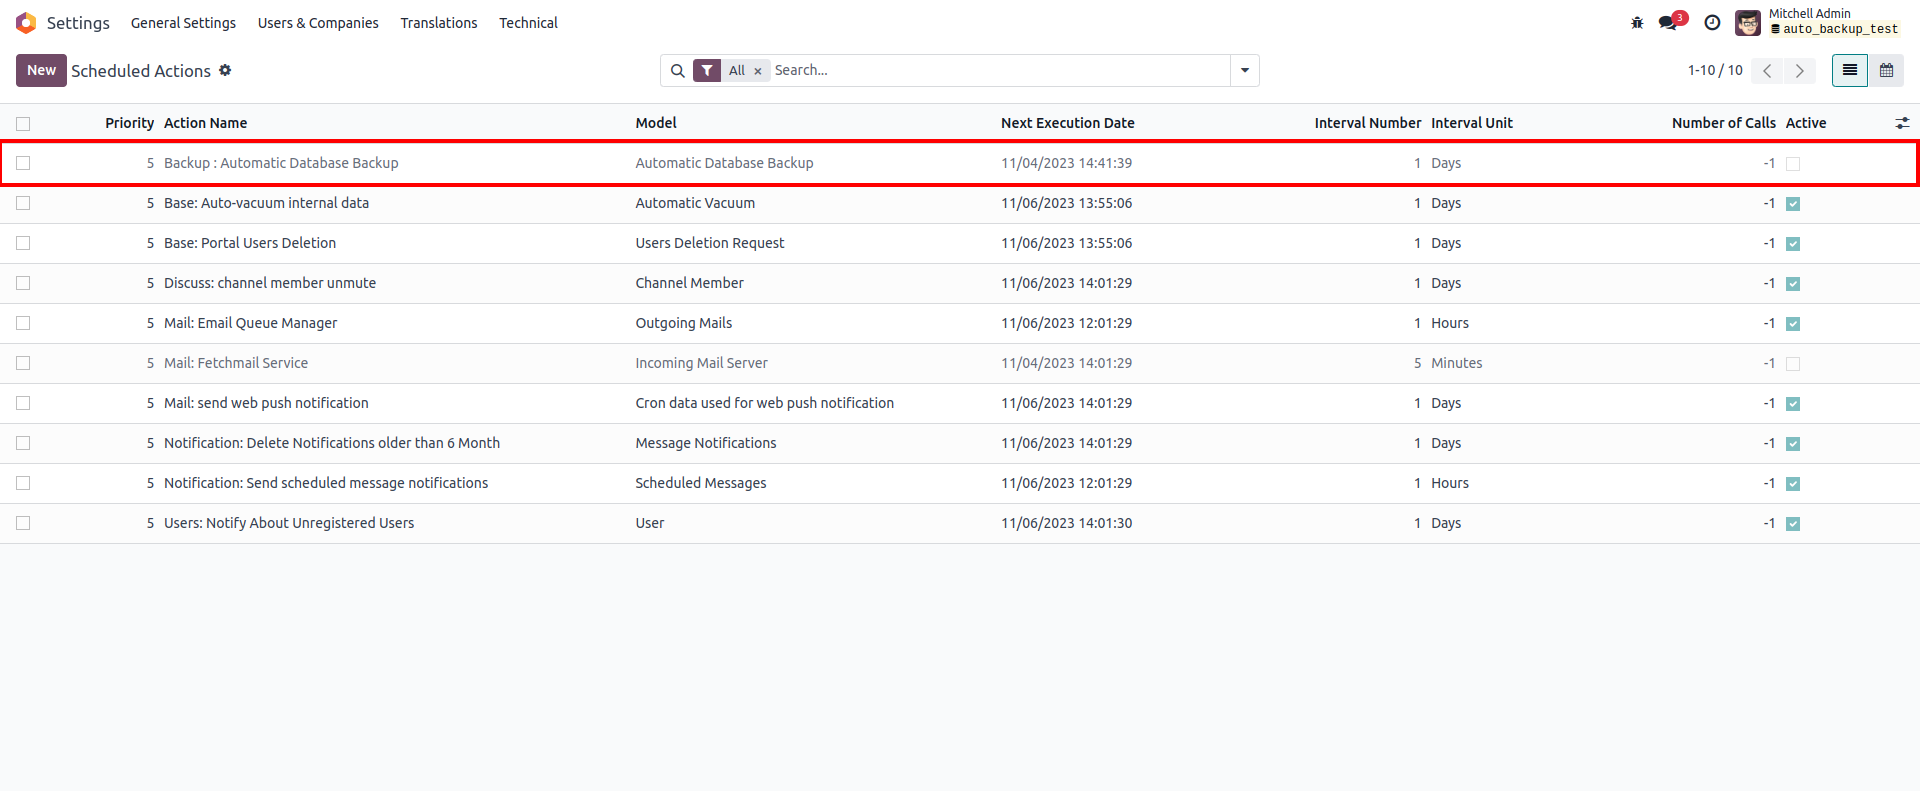 Settings General Settings Users & Companies Translations Technical 3 Mitchell Admin
auto_backup_test
New Scheduled Actions All × Search... 1-10 / 10
Priority Action Name Model Next Execution Date Interval Number Interval Unit Number of Calls Active
5 Backup : Automatic Database Backup Automatic Database Backup 11/04/2023 14:41:39 1 Days -1
5 Base: Auto-vacuum internal data Automatic Vacuum 11/06/2023 13:55:06 1 Days -1
5 Base: Portal Users Deletion Users Deletion Request 11/06/2023 13:55:06 1 Days -1
5 Discuss: channel member unmute Channel Member 11/06/2023 14:01:29 1 Days -1
5 Mail: Email Queue Manager Outgoing Mails 11/06/2023 12:01:29 1 Hours -1
5 Mail: Fetchmail Service Incoming Mail Server 11/04/2023 14:01:29 5 Minutes -1
5 Mail: send web push notification Cron data used for web push notification 11/06/2023 14:01:29 1 Days -1
5 Notification: Delete Notifications older than 6 Month Message Notifications 11/06/2023 14:01:29 1 Days -1
5 Notification: Send scheduled message notifications Scheduled Messages 11/06/2023 12:01:29 1 Hours -1
5 Users: Notify About Unregistered Users User 11/06/2023 14:01:30 1 Days -1